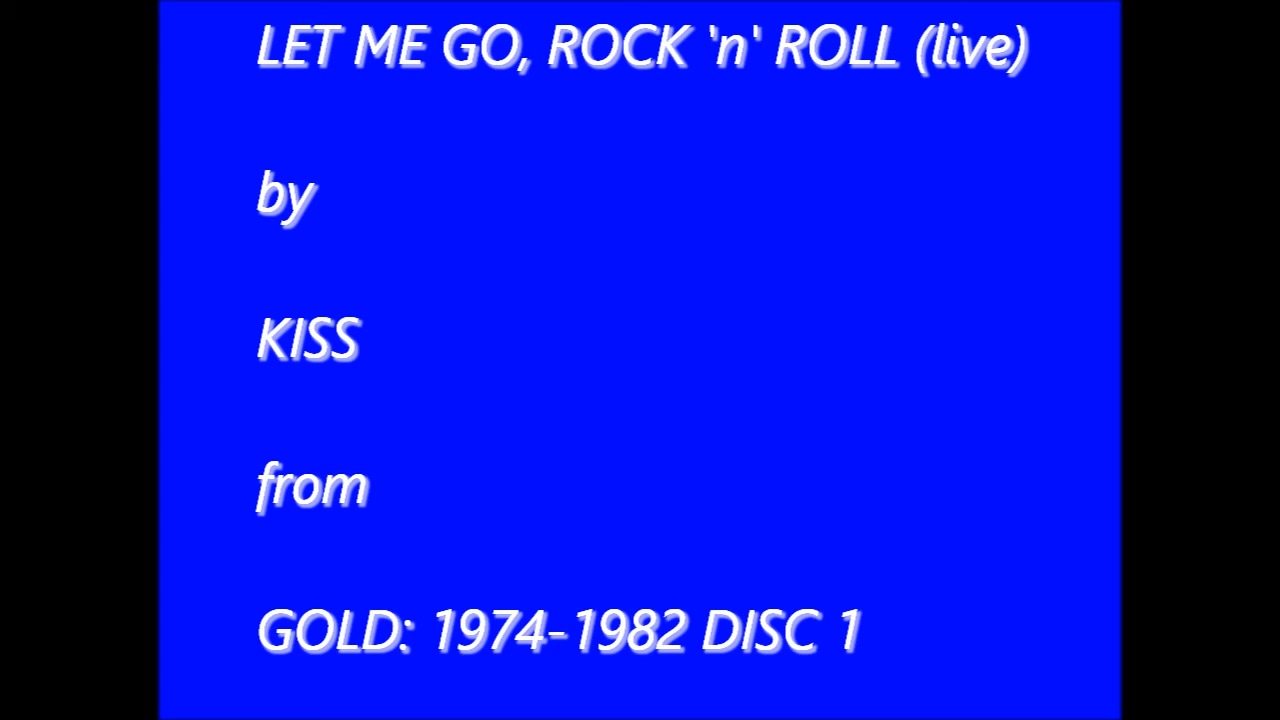 LET ME GO, ROCK 'n' ROLL (live)
by
KISS
from
GOLD: 1974-1982 DISC 1